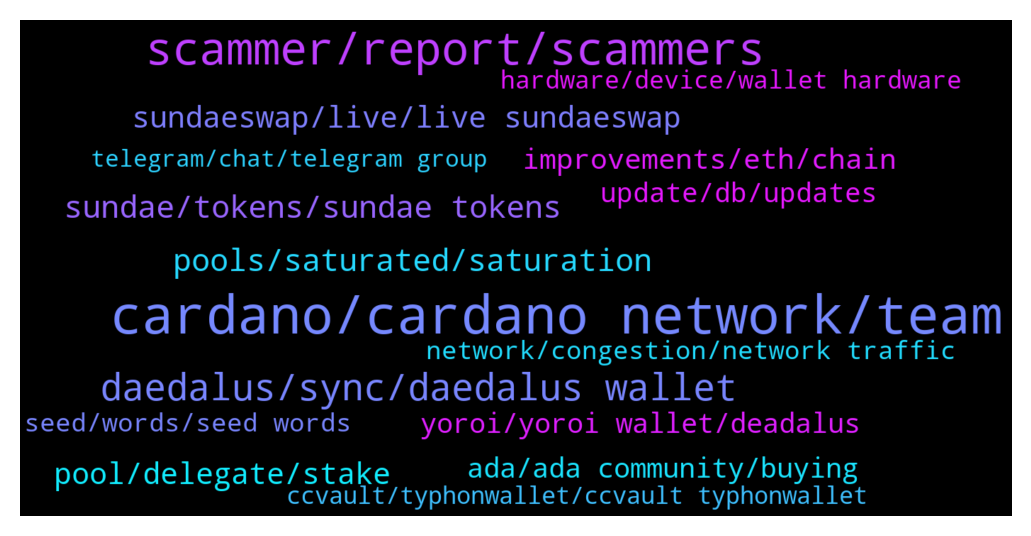 scammer/report/scammers
hardware/device/wallet hardware
sundaeswap/live/live sundaeswap
telegram/chat/telegram group
improvements/eth/chain
update/db/updates
sundae/tokens/sundae tokens
pools/saturated/saturation
cardano/cardano network/team
network/congestion/network traffic
daedalus/sync/daedalus wallet
seed/words/seed words
yoroi/yoroi wallet/deadalus
pool/delegate/stake
ada/ada community/buying
ccvault/typhonwallet/ccvault typhonwallet